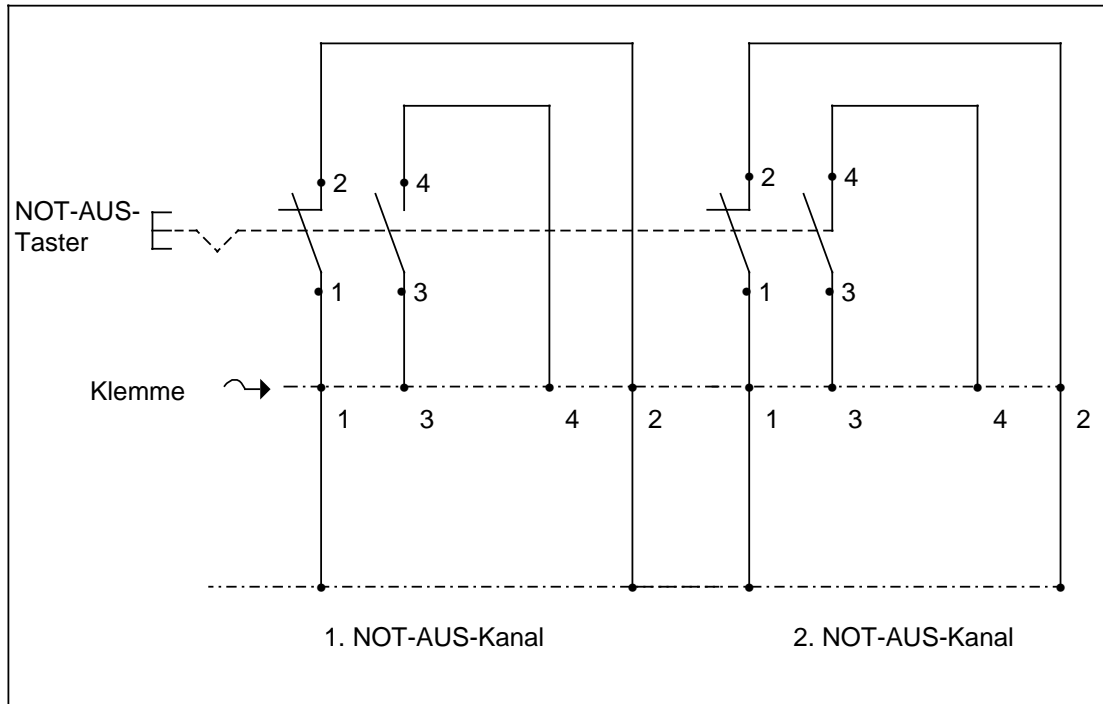 2 4 2 4
NOT-AUS-
Taster
1 3 1 3
Klemme
1 3 4 2 1 3 4 2
1. NOT-AUS-Kanal 2. NOT-AUS-Kanal